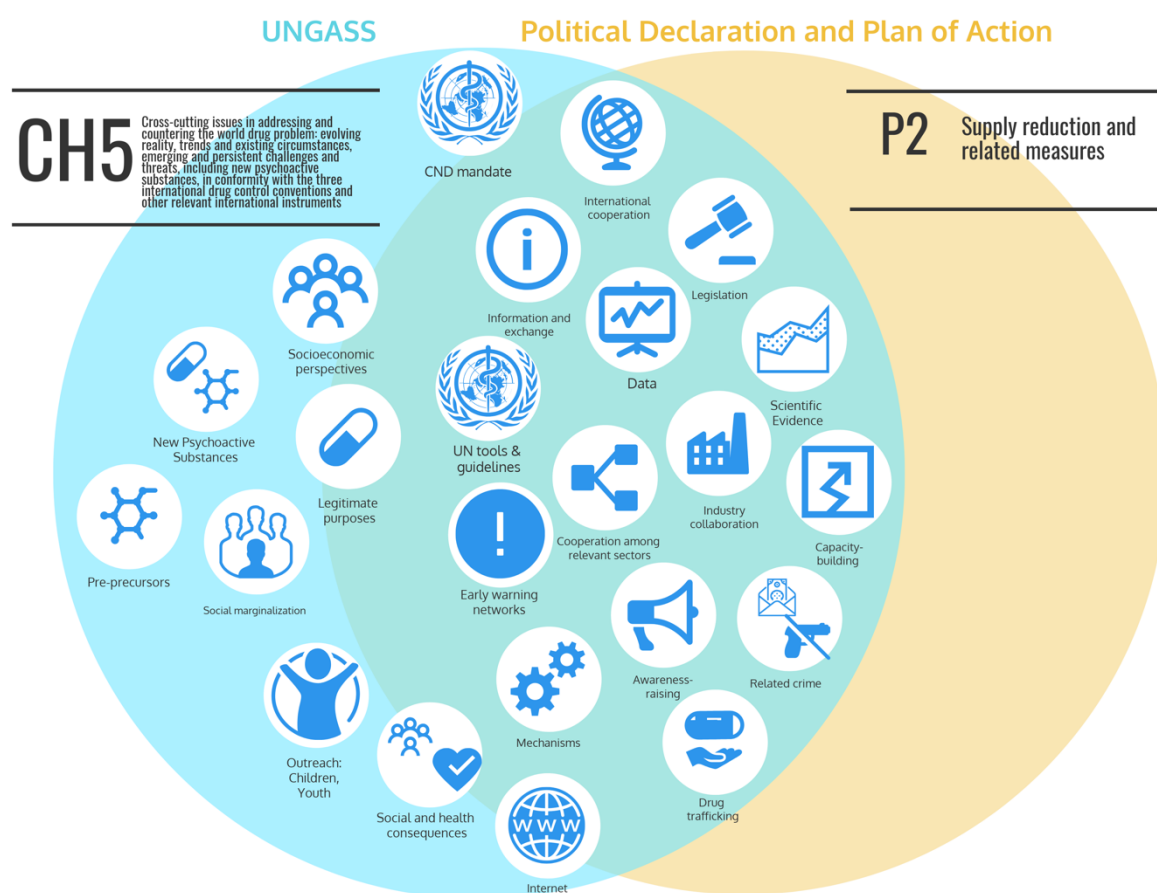 UNGASS
Political Declaration and Plan of Action
CH5
Cross-cutting issues in addressing and
countering the world drug problem: evolving
reality, trends and existing circumstances,
emerging and persistent challenges and
threats, including new psychoactive
substances, in conformity with the three
international drug control conventions and
other relevant international instruments
P2
Supply reduction and
related measures
CND mandate
International
cooperation
Legislation
Information and
exchange
Data
Socioeconomic
perspectives
Scientific
Evidence
New Psychoactive
Substances
UN tools &
guidelines
Legitimate
purposes
Industry
collaboration
Cooperation among
relevant sectors
Capacity-
building
Pre-precursors
Social marginalization
Early warning
networks
Awareness-
raising
Related crime
Mechanisms
Outreach:
Children,
Youth
Drug
trafficking
Social and health
consequences
WWW
Internet